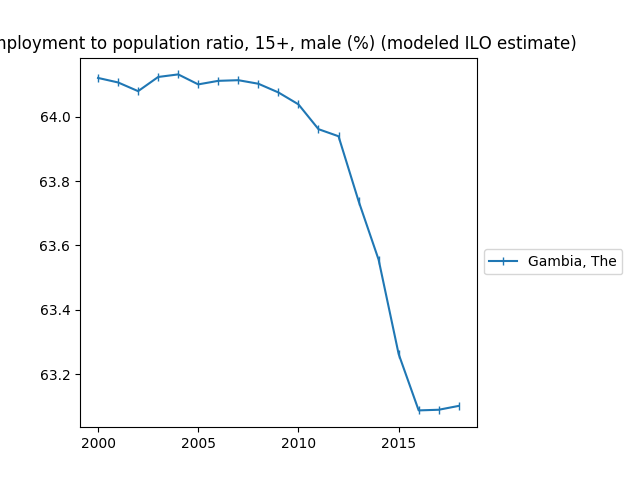 mployment to population ratio, 15+, male (%) (modeled ILO estimate)
64.0
63.8
63.6
63.4
63.2
Gambia, The
2000 2005 2010 2015